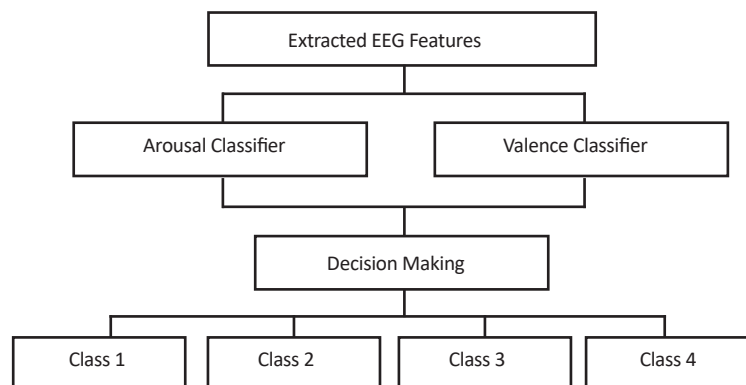 Extracted EEG Features
Arousal Classifier
Valence Classifier
Decision Making
Class 1
Class 2
Class 3
Class 4